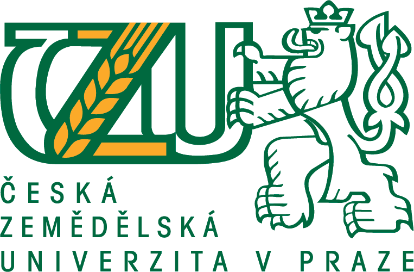 ČZU
ČESKÁ
ZEMĚDĚLSKÁ
UNIVERZITA V PRAZE